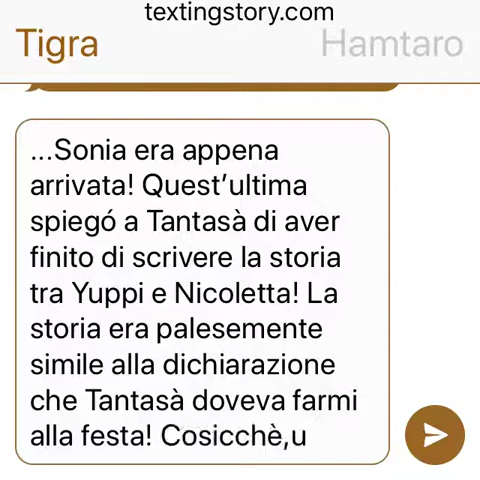 textingstory.com
Tigra
Hamtaro
...Sonia era appena
arrivata! Quest’ultima
spiegó a Tantasà di aver
finito di scrivere la storia
tra Yuppi e Nicoletta! La
storia era palesemente
simile alla dichiarazione
che Tantasà doveva farmi
alla festa! Cosicchè,u